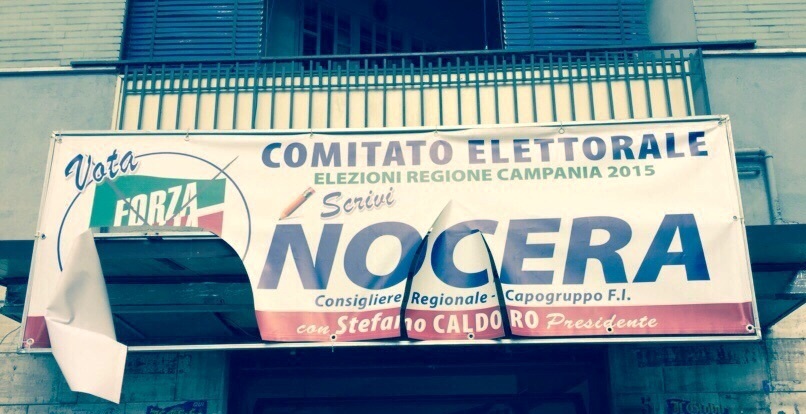 Vota
FORZA
COMITATO ELETTORALE
ELEZIONI REGIONE CAMPANIA 2015
Scrivi
NOCERA
Consigliere Regionale - Capogruppo F.I.
con Stefano CALDORO Presidente